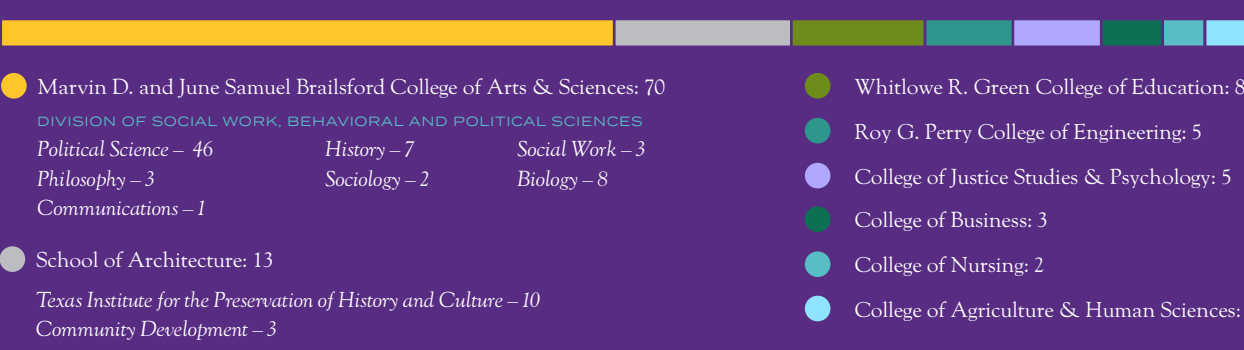 Marvin D. and June Samuel Brailsford College of Arts & Sciences: 70
DIVISION OF SOCIAL WORK, BEHAVIORAL AND POLITICAL SCIENCES
Political Science – 46 History – 7 Social Work – 3
Philosophy – 3 Sociology – 2 Biology – 8
Communications – 1
School of Architecture: 13
Texas Institute for the Preservation of History and Culture – 10
Community Development – 3
Whitlowe R. Green College of Education: 8
Roy G. Perry College of Engineering: 5
College of Justice Studies & Psychology: 5
College of Business: 3
College of Nursing: 2
College of Agriculture & Human Sciences: